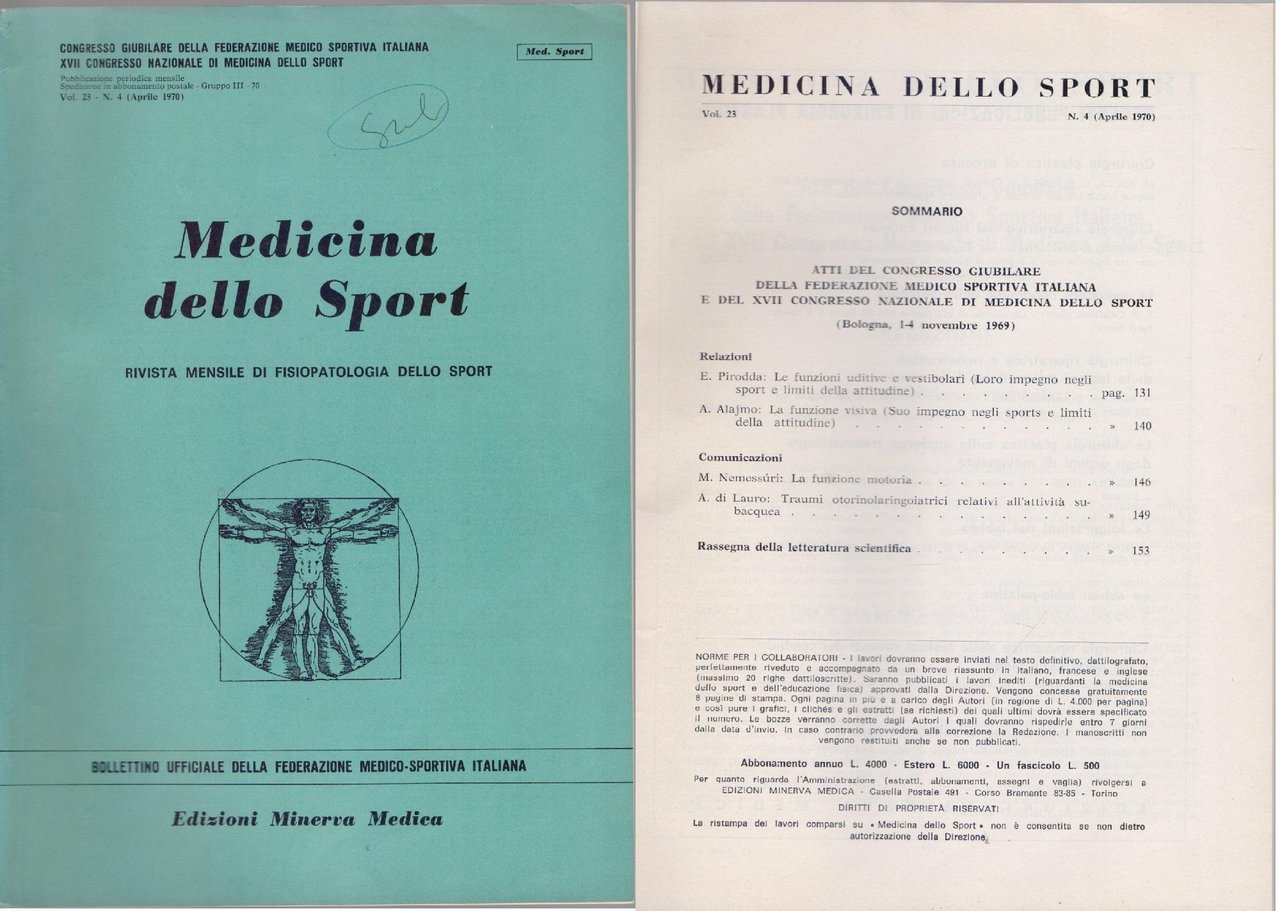 CONGRESSO GIUBILARE DELLA FEDERAZIONE MEDICO SPORTIVA ITALIANA
XVII CONGRESSO NAZIONALE DI MEDICINA DELLO SPORT
Med. Sport
Pubblicazione periodica mensile
Spedizione in abbonamento postale - Gruppo III - 70
Vol. 23 - N. 4 (Aprile 1970)
Medicina
dello Sport
RIVISTA MENSILE DI FISIOPATOLOGIA DELLO SPORT
BOLLETTINO UFFICIALE DELLA FEDERAZIONE MEDICO-SPORTIVA ITALIANA
Edizioni Minerva Medica
MEDICINA DELLO SPORT
Vol. 23 N. 4 (Aprile 1970)
SOMMARIO
ATTI DEL CONGRESSO GIUBILARE
DELLA FEDERAZIONE MEDICO SPORTIVA ITALIANA
E DEL XVII CONGRESSO NAZIONALE DI MEDICINA DELLO SPORT
(Bologna, 1-4 novembre 1969)
Relazioni
E. Pirodda: Le funzioni uditive e vestibolari (Loro impegno negli
sport e limiti della attitudine) . . . . . . . . . pag. 131
A. Alajmo: La funzione visiva (Suo impegno negli sports e limiti
della attitudine) . . . . . . . . . . . . » 140
Comunicazioni
M. Nemessúri: La funzione motoria . . . . . . . . . » 146
A. di Lauro: Traumi otorinolaringoiatrici relativi all'attività su-
bacquea . . . . . . . . . . . . . . . » 149
Rassegna della letteratura scientifica . . . . . . . . . » 153
NORME PER I COLLABORATORI - I lavori dovranno essere inviati nel testo definitivo, dattilografato,
perfettamente riveduto e accompagnato da un breve riassunto in italiano, francese e inglese
(massimo 20 righe dattiloscritte). Saranno pubblicati i lavori inediti (riguardanti la medicina
dello sport e dell'educazione fisica) approvati dalla Direzione. Vengono concesse gratuitamente
8 pagine di stampa. Ogni pagina in più è a carico degli Autori (in ragione di L. 4.000 per pagina)
e così pure i grafici, i clichés e gli estratti (se richiesti) dei quali ultimi dovrà essere specificato
il numero. Le bozze verranno corrette dagli Autori i quali dovranno rispedirle entro 7 giorni
dalla data d'invio. In caso contrario provvederà alla correzione la Redazione. I manoscritti non
vengono restituiti anche se non pubblicati.
Abbonamento annuo L. 4000 - Estero L. 6000 - Un fascicolo L. 500
Per quanto riguarda l'Amministrazione (estratti, abbonamenti, assegni e vaglia) rivolgersi a
EDIZIONI MINERVA MEDICA - Casella Postale 491 - Corso Bramante 83-85 - Torino
DIRITTI DI PROPRIETÀ RISERVATI
La ristampa dei lavori comparsi su « Medicina dello Sport » non è consentita se non dietro
autorizzazione della Direzione.